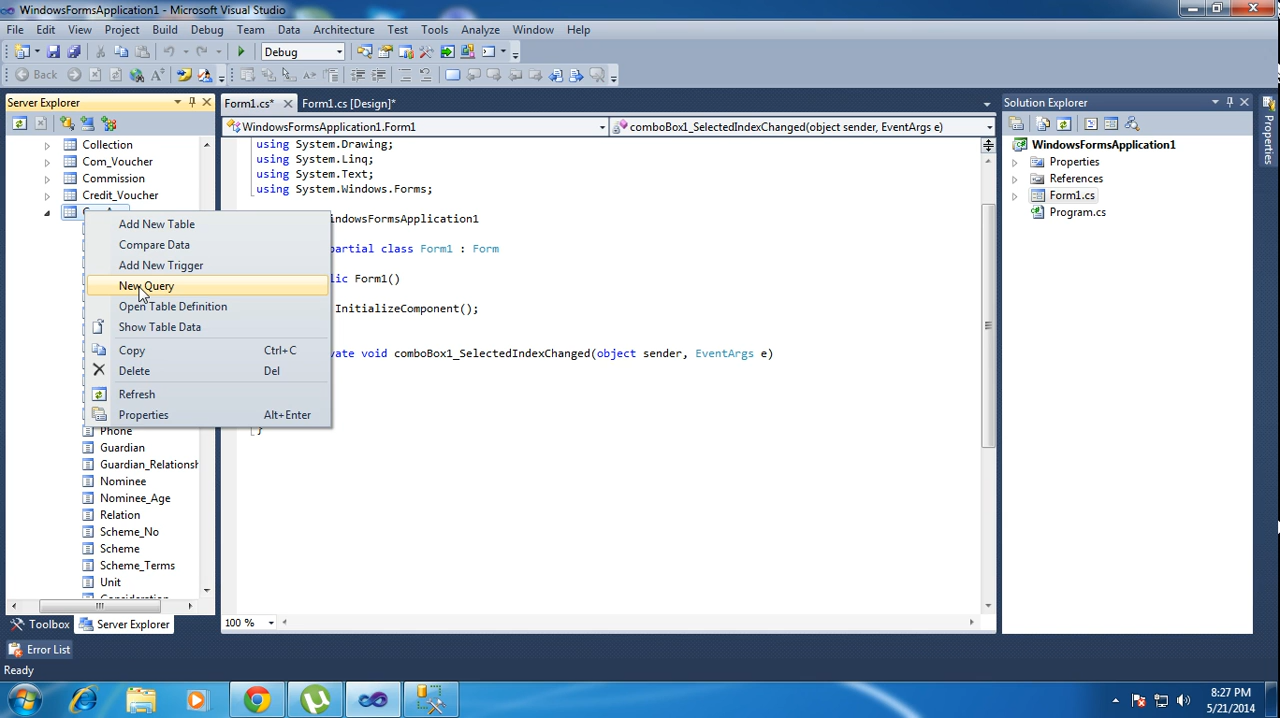 WindowsFormsApplication1 - Microsoft Visual Studio
File Edit View Project Build Debug Team Data Architecture Test Tools Analyze Window Help
Debug
Back
Server Explorer
Form1.cs* Form1.cs [Design]*
Solution Explorer
Properties
WindowsFormsApplication1.Form1
comboBox1_SelectedIndexChanged(object sender, EventArgs e)
Collection
Com_Voucher
Commission
Credit_Voucher
Add New Table
Compare Data
Add New Trigger
New Query
Open Table Definition
Show Table Data
Copy Ctrl+C
Delete Del
Refresh
Properties Alt+Enter
Phone
Guardian
Guardian_Relationsh
Nominee
Nominee_Age
Relation
Scheme_No
Scheme
Scheme_Terms
Unit
using System.Drawing;
using System.Linq;
using System.Text;
using System.Windows.Forms;
indowsFormsApplication1
partial class Form1 : Form
lic Form1()
InitializeComponent();
vate void comboBox1_SelectedIndexChanged(object sender, EventArgs e)
}
100 %
WindowsFormsApplication1
Properties
References
Form1.cs
Program.cs
Toolbox Server Explorer
Error List
Ready
8:27 PM
5/21/2014